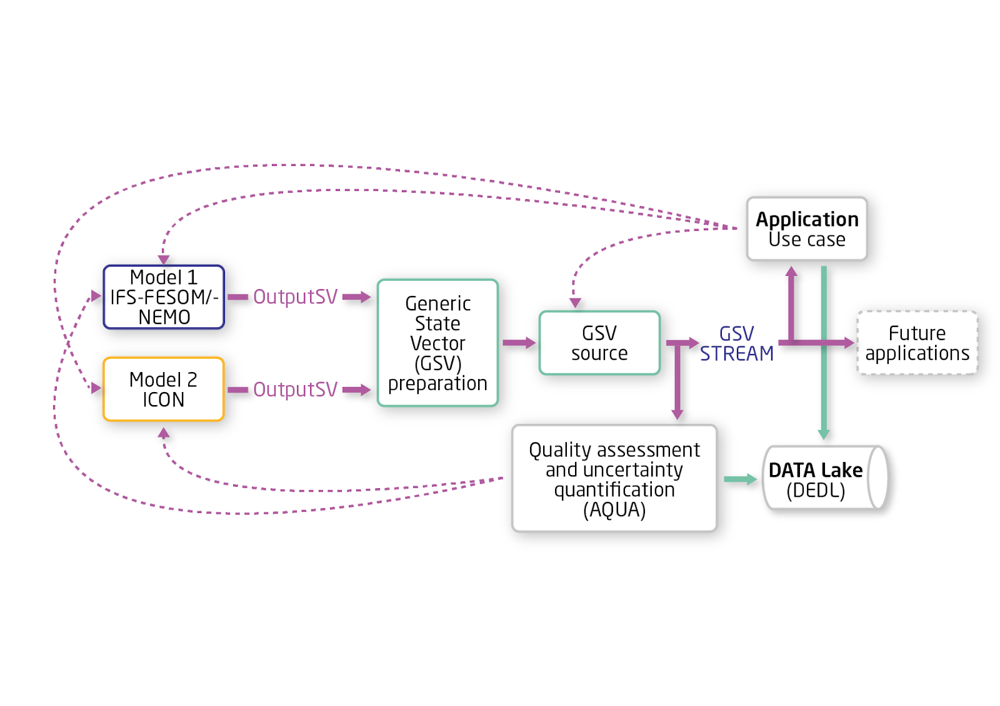 Application
Use case
Model 1
IFS-FESOM/-
NEMO
OutputSV
Generic
State
Vector
(GSV)
preparation
GSV
source
GSV
STREAM
Future
applications
Model 2
ICON
OutputSV
Quality assessment
and uncertainty
quantification
(AQUA)
DATA Lake
(DEDL)